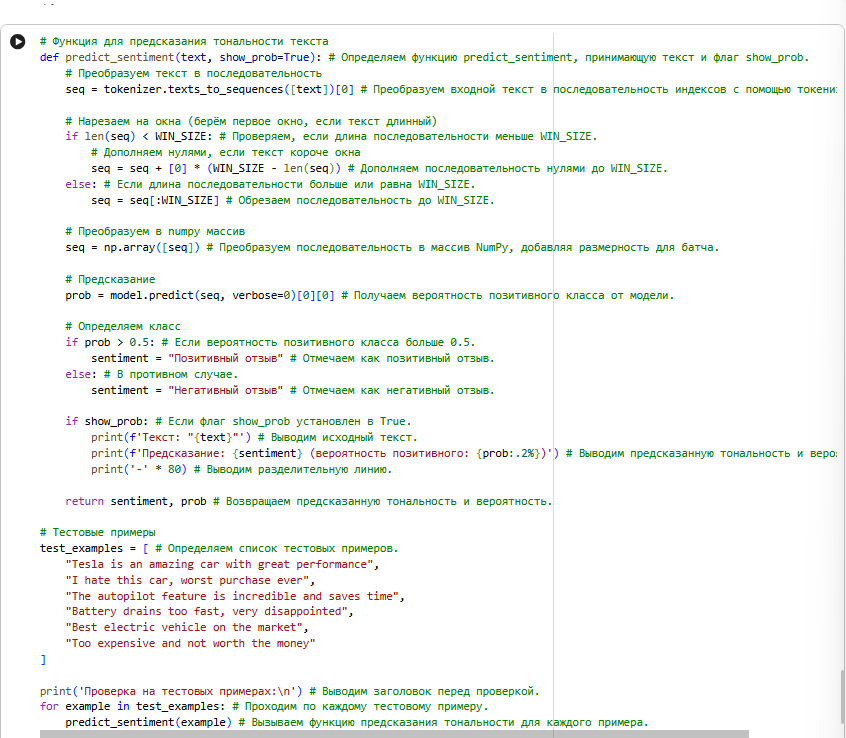 # Функция для предсказания тональности текста
def predict_sentiment(text, show_prob=True): # Определяем функцию predict_sentiment, принимающую текст и флаг show_prob.
    # Преобразуем текст в последовательность
    seq = tokenizer.texts_to_sequences([text])[0] # Преобразуем входной текст в последовательность индексов с помощью

    # Нарезаем на окна (берём первое окно, если текст длинный)
    if len(seq) < WIN_SIZE: # Проверяем, если длина последовательности меньше WIN_SIZE.
        # Дополняем нулями, если текст короче окна
        seq = seq + [0] * (WIN_SIZE - len(seq)) # Дополняем последовательность нулями до WIN_SIZE.
    else: # Если длина последовательности больше или равна WIN_SIZE.
        seq = seq[:WIN_SIZE] # Обрезаем последовательность до WIN_SIZE.

    # Преобразуем в numpy массив
    seq = np.array([seq]) # Преобразуем последовательность в массив NumPy, добавляя размерность для батча.

    # Предсказание
    prob = model.predict(seq, verbose=0)[0][0] # Получаем вероятность позитивного класса от модели.

    # Определяем класс
    if prob > 0.5: # Если вероятность позитивного класса больше 0.5.
        sentiment = "Позитивный отзыв" # Отмечаем как позитивный отзыв.
    else: # В противном случае.
        sentiment = "Негативный отзыв" # Отмечаем как негативный отзыв.

    if show_prob: # Если флаг show_prob установлен в True.
        print(f'Текст: "{text}"') # Выводим исходный текст.
        print(f'Предсказание: {sentiment} (вероятность позитивного: {prob:.2%})') # Выводим предсказанную тональность и
        print('-' * 80) # Выводим разделительную линию.

    return sentiment, prob # Возвращаем предсказанную тональность и вероятность.

# Тестовые примеры
test_examples = [ # Определяем список тестовых примеров.
    "Tesla is an amazing car with great performance",
    "I hate this car, worst purchase ever",
    "The autopilot feature is incredible and saves time",
    "Battery drains too fast, very disappointed",
    "Best electric vehicle on the market",
    "Too expensive and not worth the money"
]

print('Проверка на тестовых примерах:\n') # Выводим заголовок перед проверкой.
for example in test_examples: # Проходим по каждому тестовому примеру.
    predict_sentiment(example) # Вызываем функцию предсказания тональности для каждого примера.